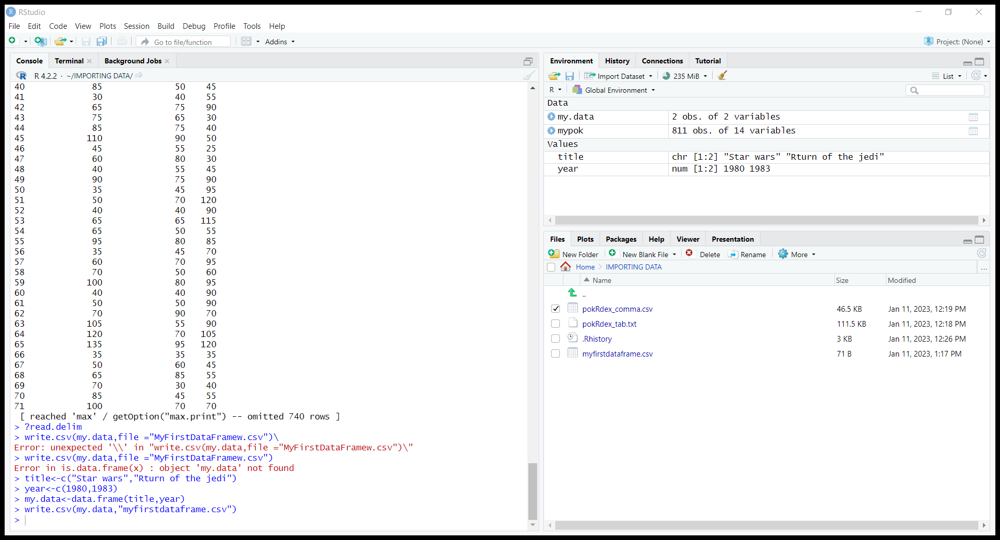 RStudio
File Edit Code View Plots Session Build Debug Profile Tools Help
Go to file/function Addins Project: (None)
Console Terminal Background Jobs
R 4.2.2 · ~/IMPORTING DATA/
40 85 50 45
41 30 40 55
42 65 75 90
43 75 65 30
44 85 75 40
45 110 90 50
46 45 55 25
47 60 80 30
48 40 55 45
49 90 75 90
50 35 45 95
51 50 70 120
52 40 40 90
53 65 65 115
54 65 50 55
55 95 80 85
56 35 45 70
57 60 70 95
58 70 50 60
59 100 80 95
60 40 40 90
61 50 50 90
62 70 90 70
63 105 55 90
64 120 70 105
65 135 95 120
66 35 35 35
67 50 60 45
68 65 85 55
69 70 30 40
70 85 45 55
71 100 70 70
[ reached 'max' / getOption("max.print") -- omitted 740 rows ]
> ?read.delim
> write.csv(my.data,file ="MyFirstDataFramew.csv")\
Error: unexpected '\\' in "write.csv(my.data,file ="MyFirstDataFramew.csv")\"
> write.csv(my.data,file ="MyFirstDataFramew.csv")
Error in is.data.frame(x) : object 'my.data' not found
> title<-c("Star wars","Rturn of the jedi")
> year<-c(1980,1983)
> my.data<-data.frame(title,year)
> write.csv(my.data,"myfirstdataframe.csv")
>
Environment History Connections Tutorial
Import Dataset 235 MiB List
R Global Environment
Data
my.data 2 obs. of 2 variables
mypok 811 obs. of 14 variables
Values
title chr [1:2] "Star wars" "Rturn of the jedi"
year num [1:2] 1980 1983
Files Plots Packages Help Viewer Presentation
New Folder New Blank File Delete Rename More
Home IMPORTING DATA ...
Name Size Modified
..
pokRdex_comma.csv 46.5 KB Jan 11, 2023, 12:19 PM
pokRdex_tab.txt 111.5 KB Jan 11, 2023, 12:18 PM
.Rhistory 3 KB Jan 11, 2023, 12:26 PM
myfirstdataframe.csv 71 B Jan 11, 2023, 1:17 PM